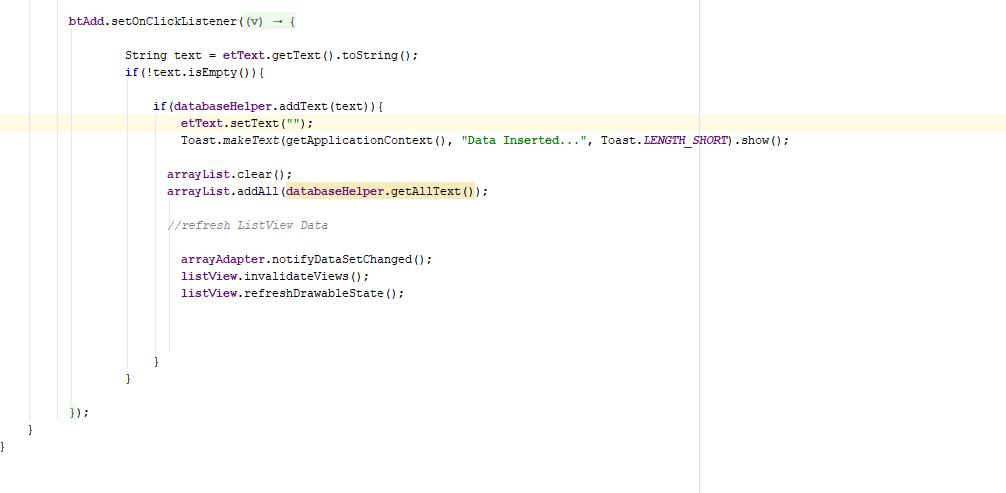 btAdd.setOnClickListener((v) → {
String text = etText.getText().toString();
if(!text.isEmpty()){
if(databaseHelper.addText(text)){
etText.setText("");
Toast.makeText(getApplicationContext(), "Data Inserted...", Toast.LENGTH_SHORT).show();
arrayList.clear();
arrayList.addAll(databaseHelper.getAllText());
//refresh ListView Data
arrayAdapter.notifyDataSetChanged();
listView.invalidateViews();
listView.refreshDrawableState();
}
}
});
}
}